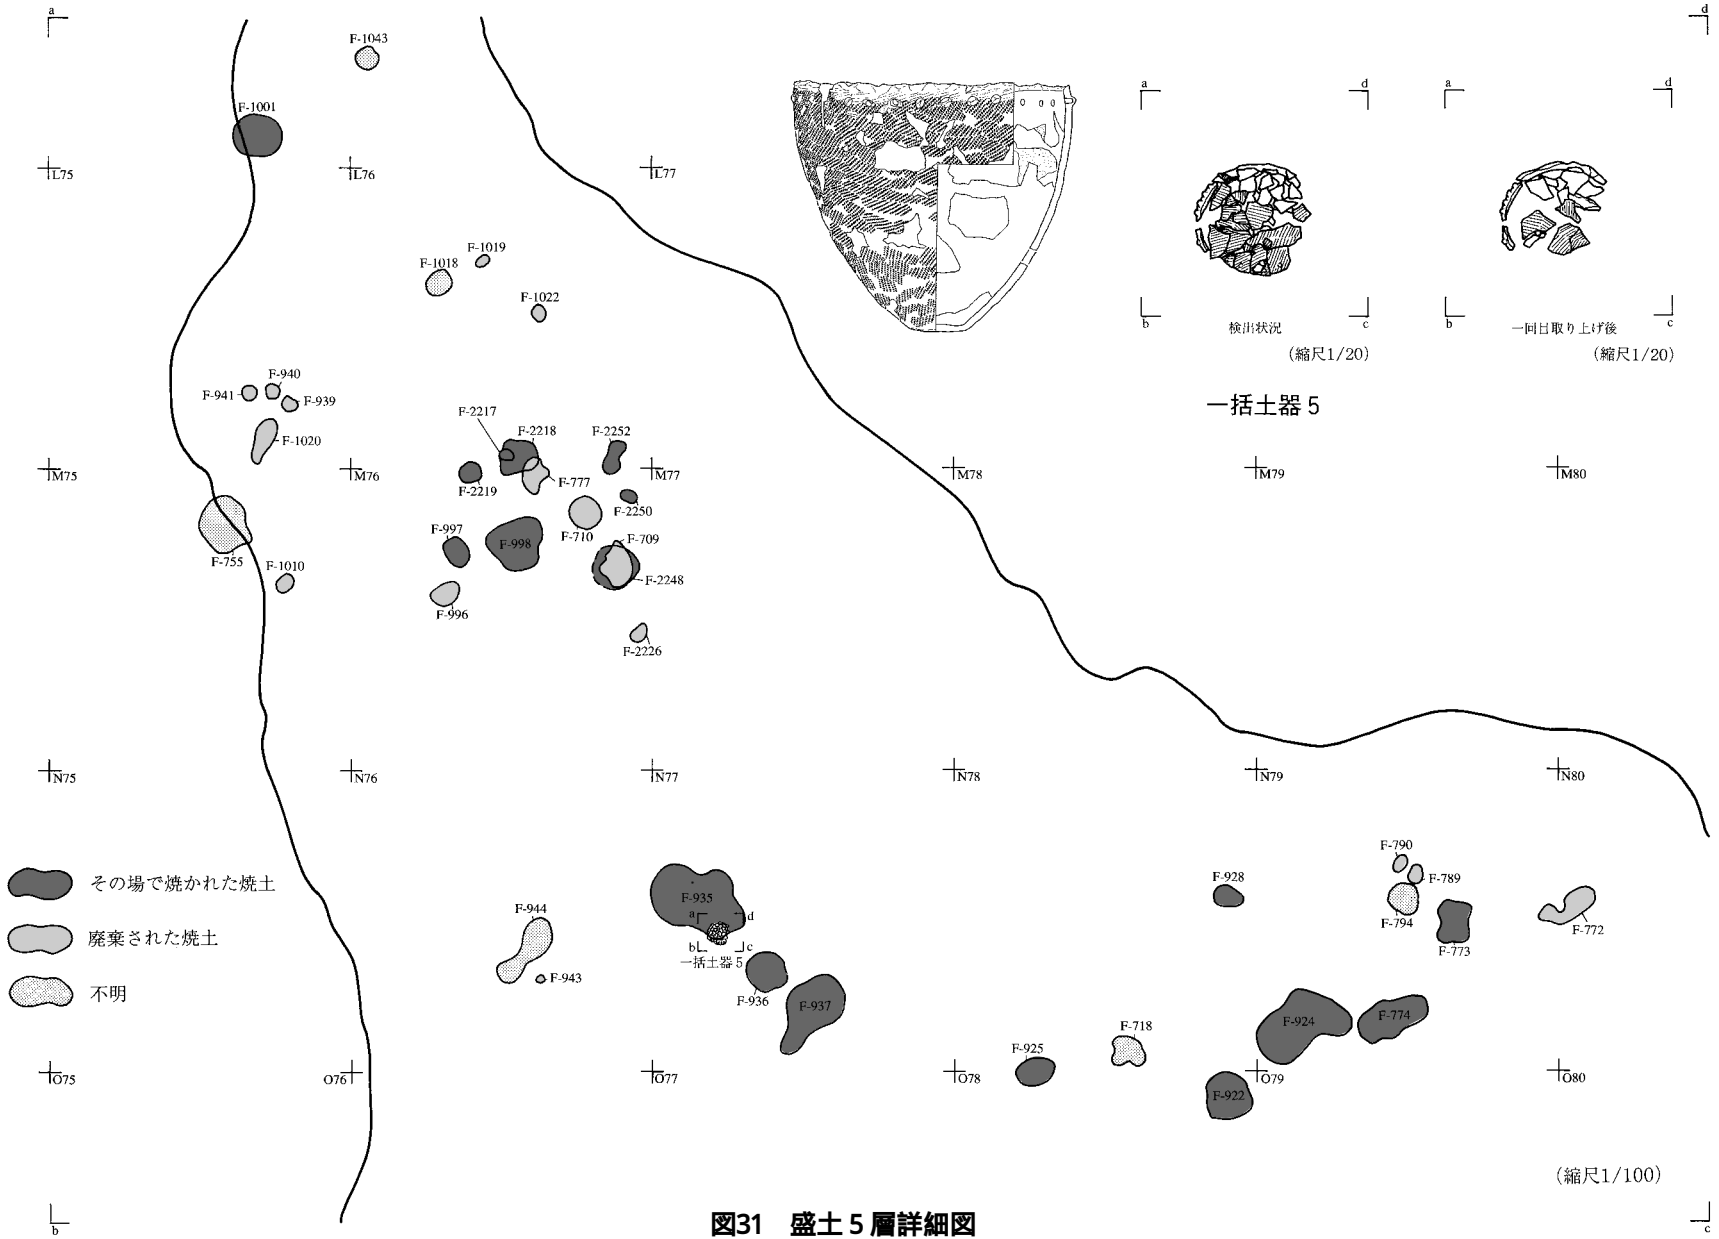 a
d
F-1043
a
d
a
d
F-1001
L75
L76
L77
F-1019
F-1018
F-1022
b
検出状況
c
b
一回目取り上げ後
c
(縮尺1/20)
(縮尺1/20)
F-940
F-941
F-939
一括土器 5
F-2217
F-2218
F-2252
F-1020
M75
M76
M77
M78
M79
M80
F-777
F-2219
F-2250
F-997
F-710
F-709
F-998
F-755
F-1010
F-2248
F-996
F-2226
N75
N76
N77
N78
N79
N80
F-790
F-928
F-789
その場で焼かれた焼土
F-935
F-944
a
d
F-794
F-772
廃棄された焼土
b
c
F-773
一括土器 5
F-943
不明
F-936
F-937
F-924
F-774
F-718
F-925
O75
O76
O77
O78
O79
O80
F-922
(縮尺1/100)
b
c
図31 盛土 5 層詳細図